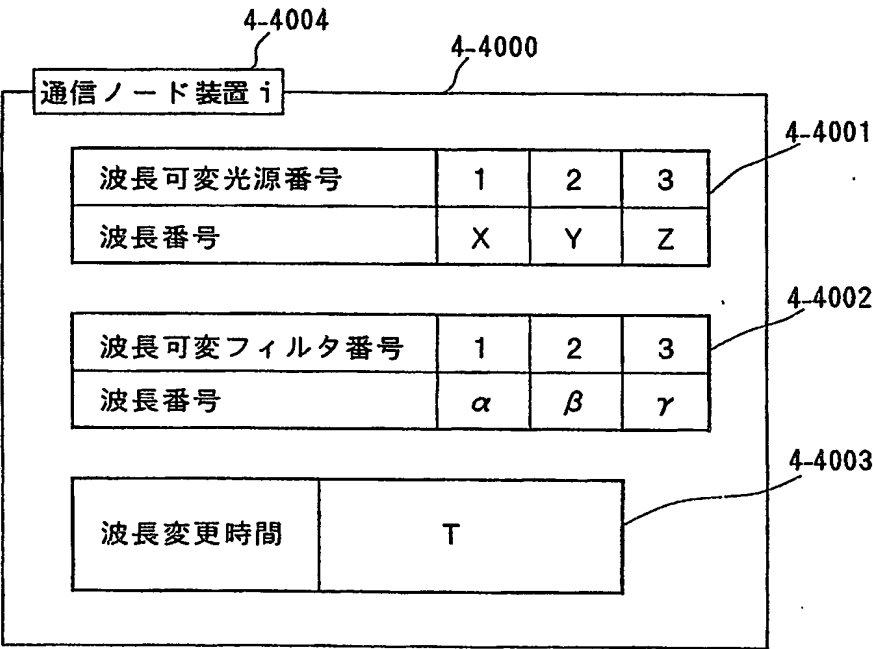 4-4004
4-4000
通信ノード装置 i
4-4001
波長可変光源番号 1 2 3
波長番号 X Y Z
4-4002
波長可変フィルタ番号 1 2 3
波長番号 α β γ
4-4003
波長変更時間 T